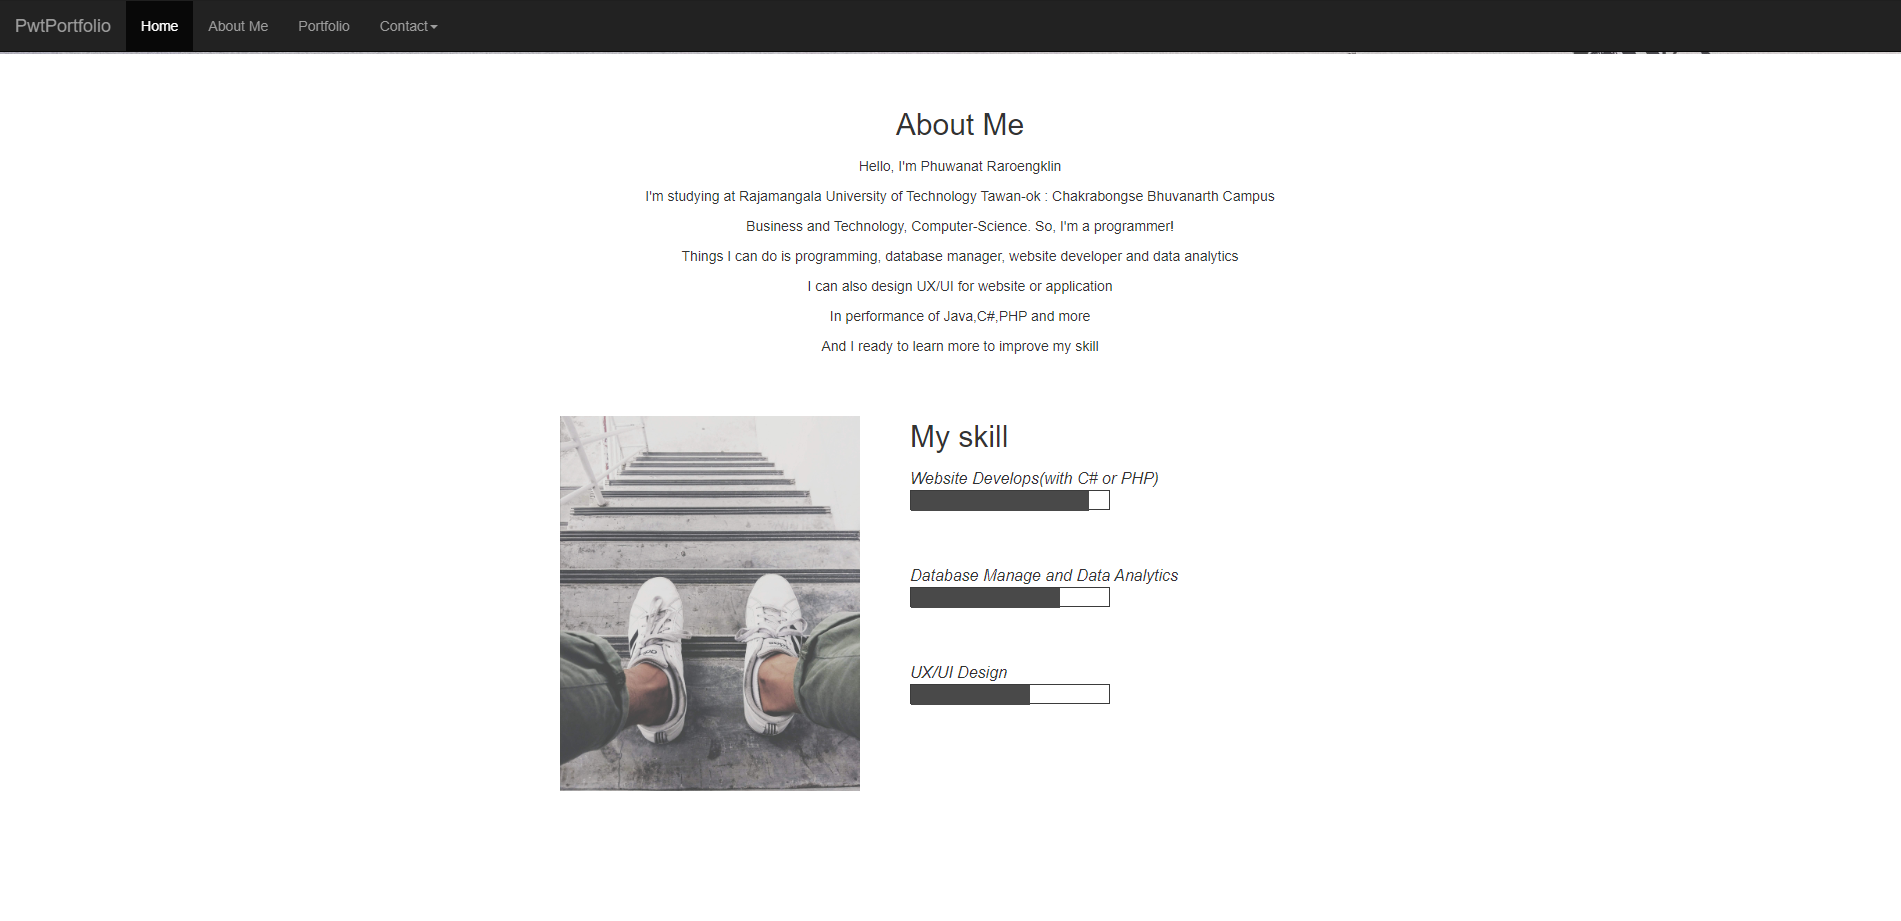 PwtPortfolio Home About Me Portfolio Contact
About Me
Hello, I'm Phuwanat Raroengklin
I'm studying at Rajamangala University of Technology Tawan-ok : Chakrabongse Bhuvanarth Campus
Business and Technology, Computer-Science. So, I'm a programmer!
Things I can do is programming, database manager, website developer and data analytics
I can also design UX/UI for website or application
In performance of Java,C#,PHP and more
And I ready to learn more to improve my skill
My skill
Website Develops(with C# or PHP)
Database Manage and Data Analytics
UX/UI Design